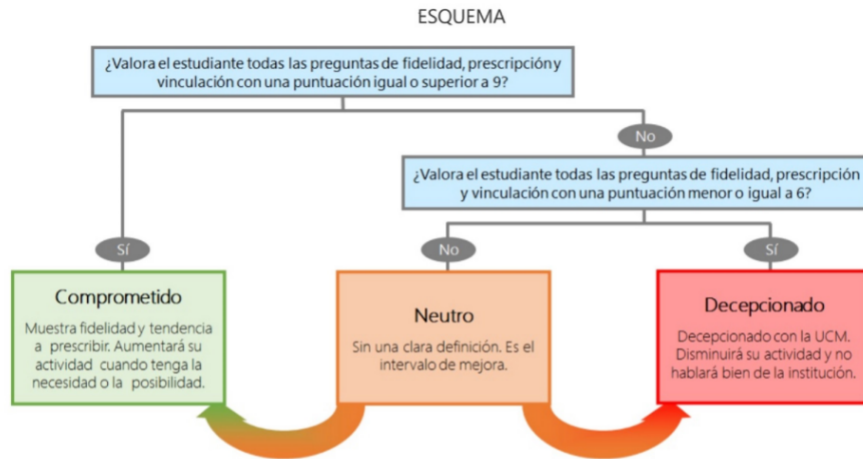 ESQUEMA
¿Valora el estudiante todas las preguntas de fidelidad, prescripción y
vinculación con una puntuación igual o superior a 9?
No
¿Valora el estudiante todas las preguntas de fidelidad, prescripción
y vinculación con una puntuación menor o igual a 6?
Sí
No
Sí
Comprometido
Muestra fidelidad y tendencia
a prescribir. Aumentará su
actividad cuando tenga la
necesidad o la posibilidad.
Neutro
Sin una clara definición. Es el
intervalo de mejora.
Decepcionado
Decepcionado con la UCM.
Disminuirá su actividad y no
hablará bien de la institución.